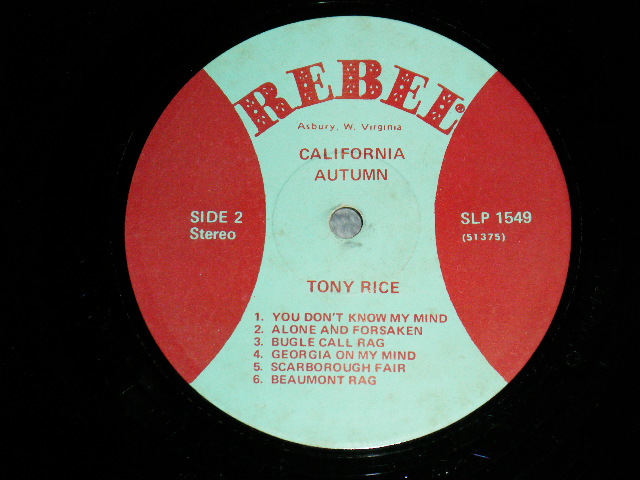 REBEL®
Asbury, W. Virginia
CALIFORNIA
AUTUMN
SIDE 2
Stereo
SLP 1549
(51375)
TONY RICE
1. YOU DON'T KNOW MY MIND
2. ALONE AND FORSAKEN
3. BUGLE CALL RAG
4. GEORGIA ON MY MIND
5. SCARBOROUGH FAIR
6. BEAUMONT RAG